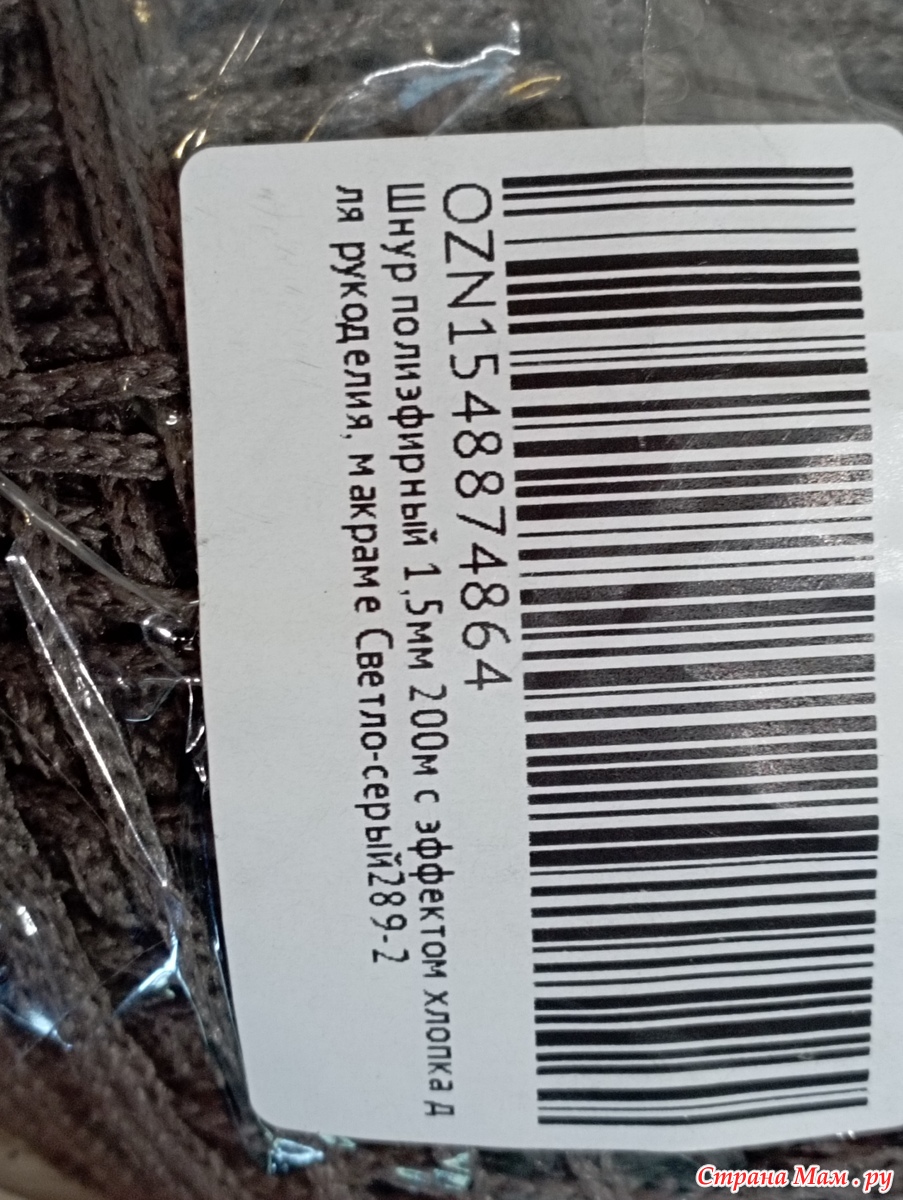 OZN1548874864
Шнур полиэфирный 1,5мм 200м с эффектом хлопка д
ля рукоделия, макраме Светло-серый289-2
Страна Мам.ру